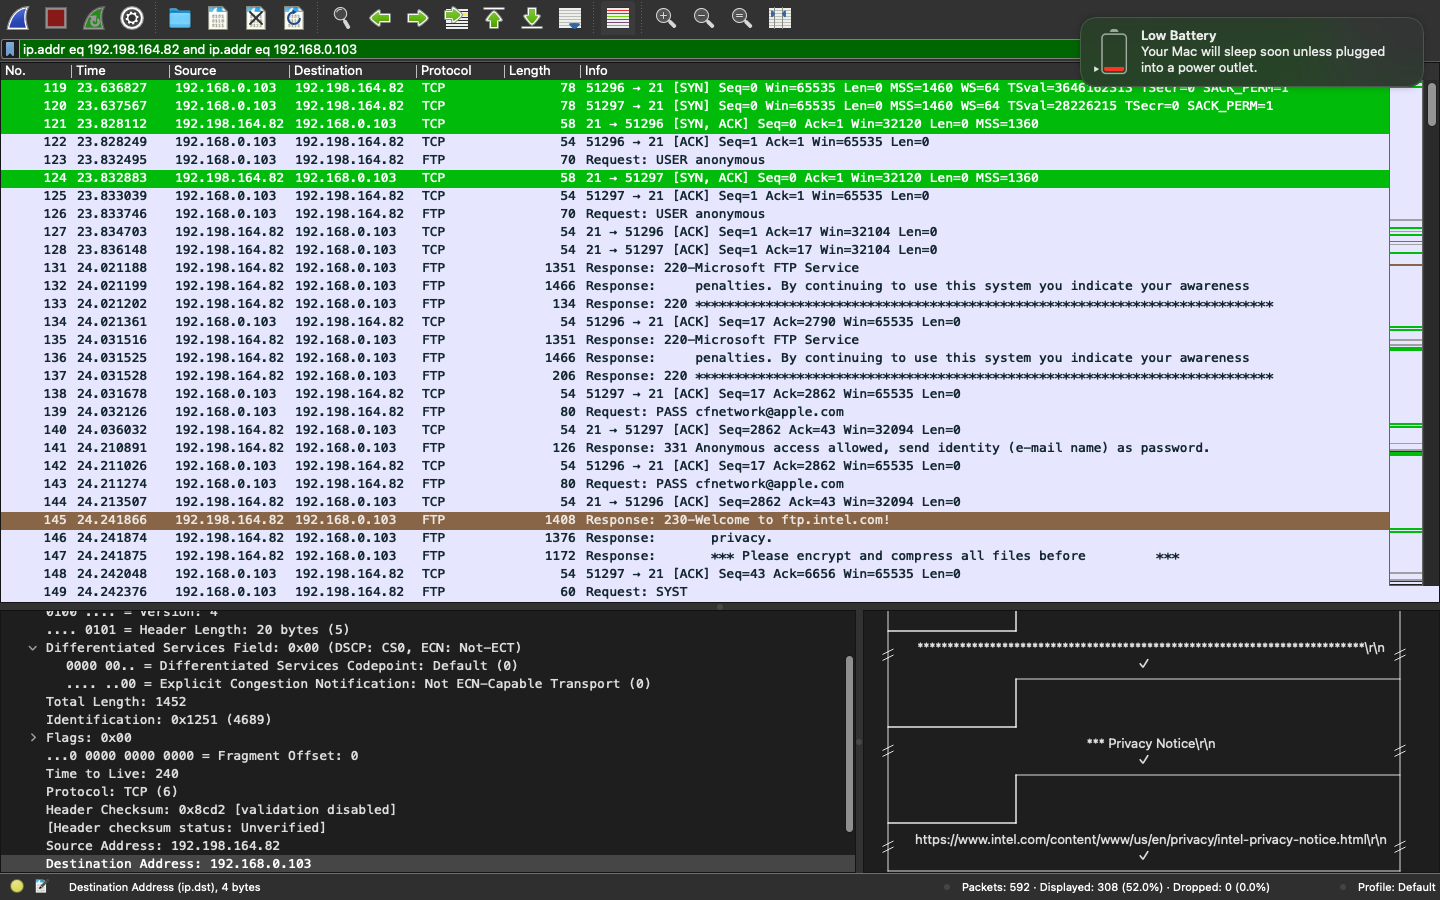 Low Battery
Your Mac will sleep soon unless plugged
into a power outlet.
ip.addr eq 192.198.164.82 and ip.addr eq 192.168.0.103
No. Time Source Destination Protocol Length Info
119 23.636827 192.168.0.103 192.198.164.82 TCP 78 51296 → 21 [SYN] Seq=0 Win=65535 Len=0 MSS=1460 WS=64 TSval=3646162313 TSecr=0 SACK_PERM=1
120 23.637567 192.168.0.103 192.198.164.82 TCP 78 51297 → 21 [SYN] Seq=0 Win=65535 Len=0 MSS=1460 WS=64 TSval=28226215 TSecr=0 SACK_PERM=1
121 23.828112 192.198.164.82 192.168.0.103 TCP 58 21 → 51296 [SYN, ACK] Seq=0 Ack=1 Win=32120 Len=0 MSS=1360
122 23.828249 192.168.0.103 192.198.164.82 TCP 54 51296 → 21 [ACK] Seq=1 Ack=1 Win=65535 Len=0
123 23.832495 192.168.0.103 192.198.164.82 FTP 70 Request: USER anonymous
124 23.832883 192.198.164.82 192.168.0.103 TCP 58 21 → 51297 [SYN, ACK] Seq=0 Ack=1 Win=32120 Len=0 MSS=1360
125 23.833039 192.168.0.103 192.198.164.82 TCP 54 51297 → 21 [ACK] Seq=1 Ack=1 Win=65535 Len=0
126 23.833746 192.168.0.103 192.198.164.82 FTP 70 Request: USER anonymous
127 23.834703 192.198.164.82 192.168.0.103 TCP 54 21 → 51296 [ACK] Seq=1 Ack=17 Win=32104 Len=0
128 23.836148 192.198.164.82 192.168.0.103 TCP 54 21 → 51297 [ACK] Seq=1 Ack=17 Win=32104 Len=0
131 24.021188 192.198.164.82 192.168.0.103 FTP 1351 Response: 220-Microsoft FTP Service
132 24.021199 192.198.164.82 192.168.0.103 FTP 1466 Response: penalties. By continuing to use this system you indicate your awareness
133 24.021202 192.198.164.82 192.168.0.103 FTP 134 Response: 220 **************************************************************************
134 24.021361 192.168.0.103 192.198.164.82 TCP 54 51296 → 21 [ACK] Seq=17 Ack=2790 Win=65535 Len=0
135 24.031516 192.198.164.82 192.168.0.103 FTP 1351 Response: 220-Microsoft FTP Service
136 24.031525 192.198.164.82 192.168.0.103 FTP 1466 Response: penalties. By continuing to use this system you indicate your awareness
137 24.031528 192.198.164.82 192.168.0.103 FTP 206 Response: 220 **************************************************************************
138 24.031678 192.168.0.103 192.198.164.82 TCP 54 51297 → 21 [ACK] Seq=17 Ack=2862 Win=65535 Len=0
139 24.032126 192.168.0.103 192.198.164.82 FTP 80 Request: PASS cfnetwork@apple.com
140 24.036032 192.198.164.82 192.168.0.103 TCP 54 21 → 51297 [ACK] Seq=2862 Ack=43 Win=32094 Len=0
141 24.210891 192.198.164.82 192.168.0.103 FTP 126 Response: 331 Anonymous access allowed, send identity (e-mail name) as password.
142 24.211026 192.168.0.103 192.198.164.82 TCP 54 51296 → 21 [ACK] Seq=17 Ack=2862 Win=65535 Len=0
143 24.211274 192.168.0.103 192.198.164.82 FTP 80 Request: PASS cfnetwork@apple.com
144 24.213507 192.198.164.82 192.168.0.103 TCP 54 21 → 51296 [ACK] Seq=2862 Ack=43 Win=32094 Len=0
145 24.241866 192.198.164.82 192.168.0.103 FTP 1408 Response: 230-Welcome to ftp.intel.com!
146 24.241874 192.198.164.82 192.168.0.103 FTP 1376 Response: privacy.
147 24.241875 192.198.164.82 192.168.0.103 FTP 1172 Response: *** Please encrypt and compress all files before ***
148 24.242048 192.168.0.103 192.198.164.82 TCP 54 51297 → 21 [ACK] Seq=43 Ack=6656 Win=65535 Len=0
149 24.242376 192.168.0.103 192.198.164.82 FTP 60 Request: SYST
0100 .... = Version: 4
.... 0101 = Header Length: 20 bytes (5)
Differentiated Services Field: 0x00 (DSCP: CS0, ECN: Not-ECT)
0000 00.. = Differentiated Services Codepoint: Default (0)
.... ..00 = Explicit Congestion Notification: Not ECN-Capable Transport (0)
Total Length: 1452
Identification: 0x1251 (4689)
Flags: 0x00
...0 0000 0000 0000 = Fragment Offset: 0
Time to Live: 240
Protocol: TCP (6)
Header Checksum: 0x8cd2 [validation disabled]
[Header checksum status: Unverified]
Source Address: 192.198.164.82
Destination Address: 192.168.0.103
**************************************************************************\r\n
*** Privacy Notice\r\n
https://www.intel.com/content/www/us/en/privacy/intel-privacy-notice.html\r\n
Destination Address (ip.dst), 4 bytes
Packets: 592 · Displayed: 308 (52.0%) · Dropped: 0 (0.0%)
Profile: Default